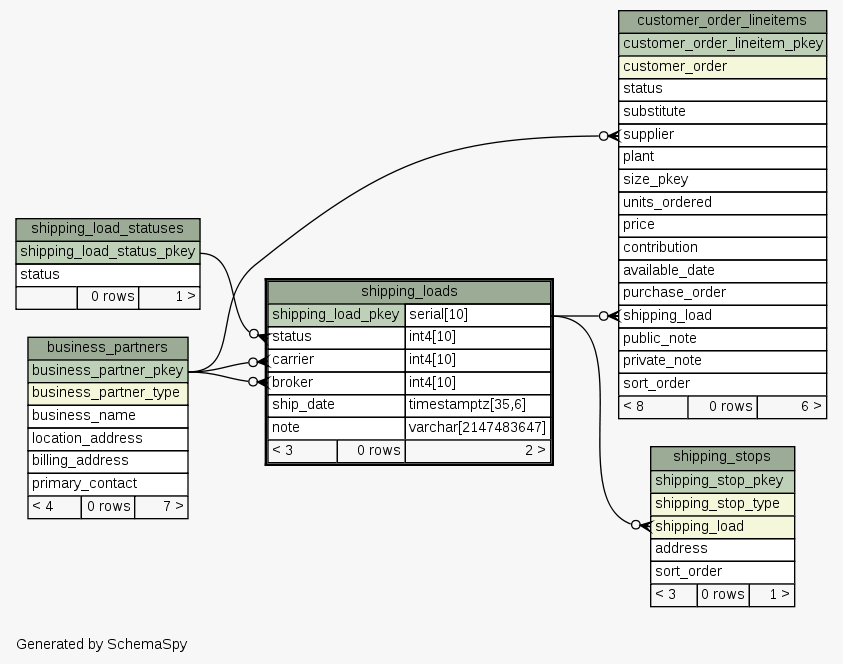 customer_order_lineitems
customer_order_lineitem_pkey
customer_order
status
substitute
supplier
plant
size_pkey
units_ordered
price
contribution
available_date
purchase_order
shipping_load
public_note
private_note
sort_order
< 8 0 rows 6 >
shipping_load_statuses
shipping_load_status_pkey
status
0 rows 1 >
shipping_loads
shipping_load_pkey serial[10]
status int4[10]
carrier int4[10]
broker int4[10]
ship_date timestamptz[35,6]
note varchar[2147483647]
< 3 0 rows 2 >
business_partners
business_partner_pkey
business_partner_type
business_name
location_address
billing_address
primary_contact
< 4 0 rows 7 >
shipping_stops
shipping_stop_pkey
shipping_stop_type
shipping_load
address
sort_order
< 3 0 rows 1 >
Generated by SchemaSpy